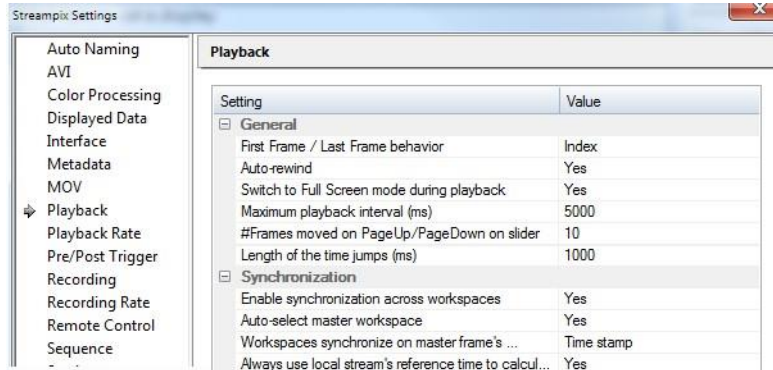 Streampix Settings
Auto Naming
AVI
Color Processing
Displayed Data
Interface
Metadata
MOV
Playback
Playback Rate
Pre/Post Trigger
Recording
Recording Rate
Remote Control
Sequence
Playback
Setting Value
General
First Frame / Last Frame behavior Index
Auto-rewind Yes
Switch to Full Screen mode during playback Yes
Maximum playback interval (ms) 5000
#Frames moved on PageUp/PageDown on slider 10
Length of the time jumps (ms) 1000
Synchronization
Enable synchronization across workspaces Yes
Auto-select master workspace Yes
Workspaces synchronize on master frame's ... Time stamp
Always use local stream's reference time to calcul... Yes